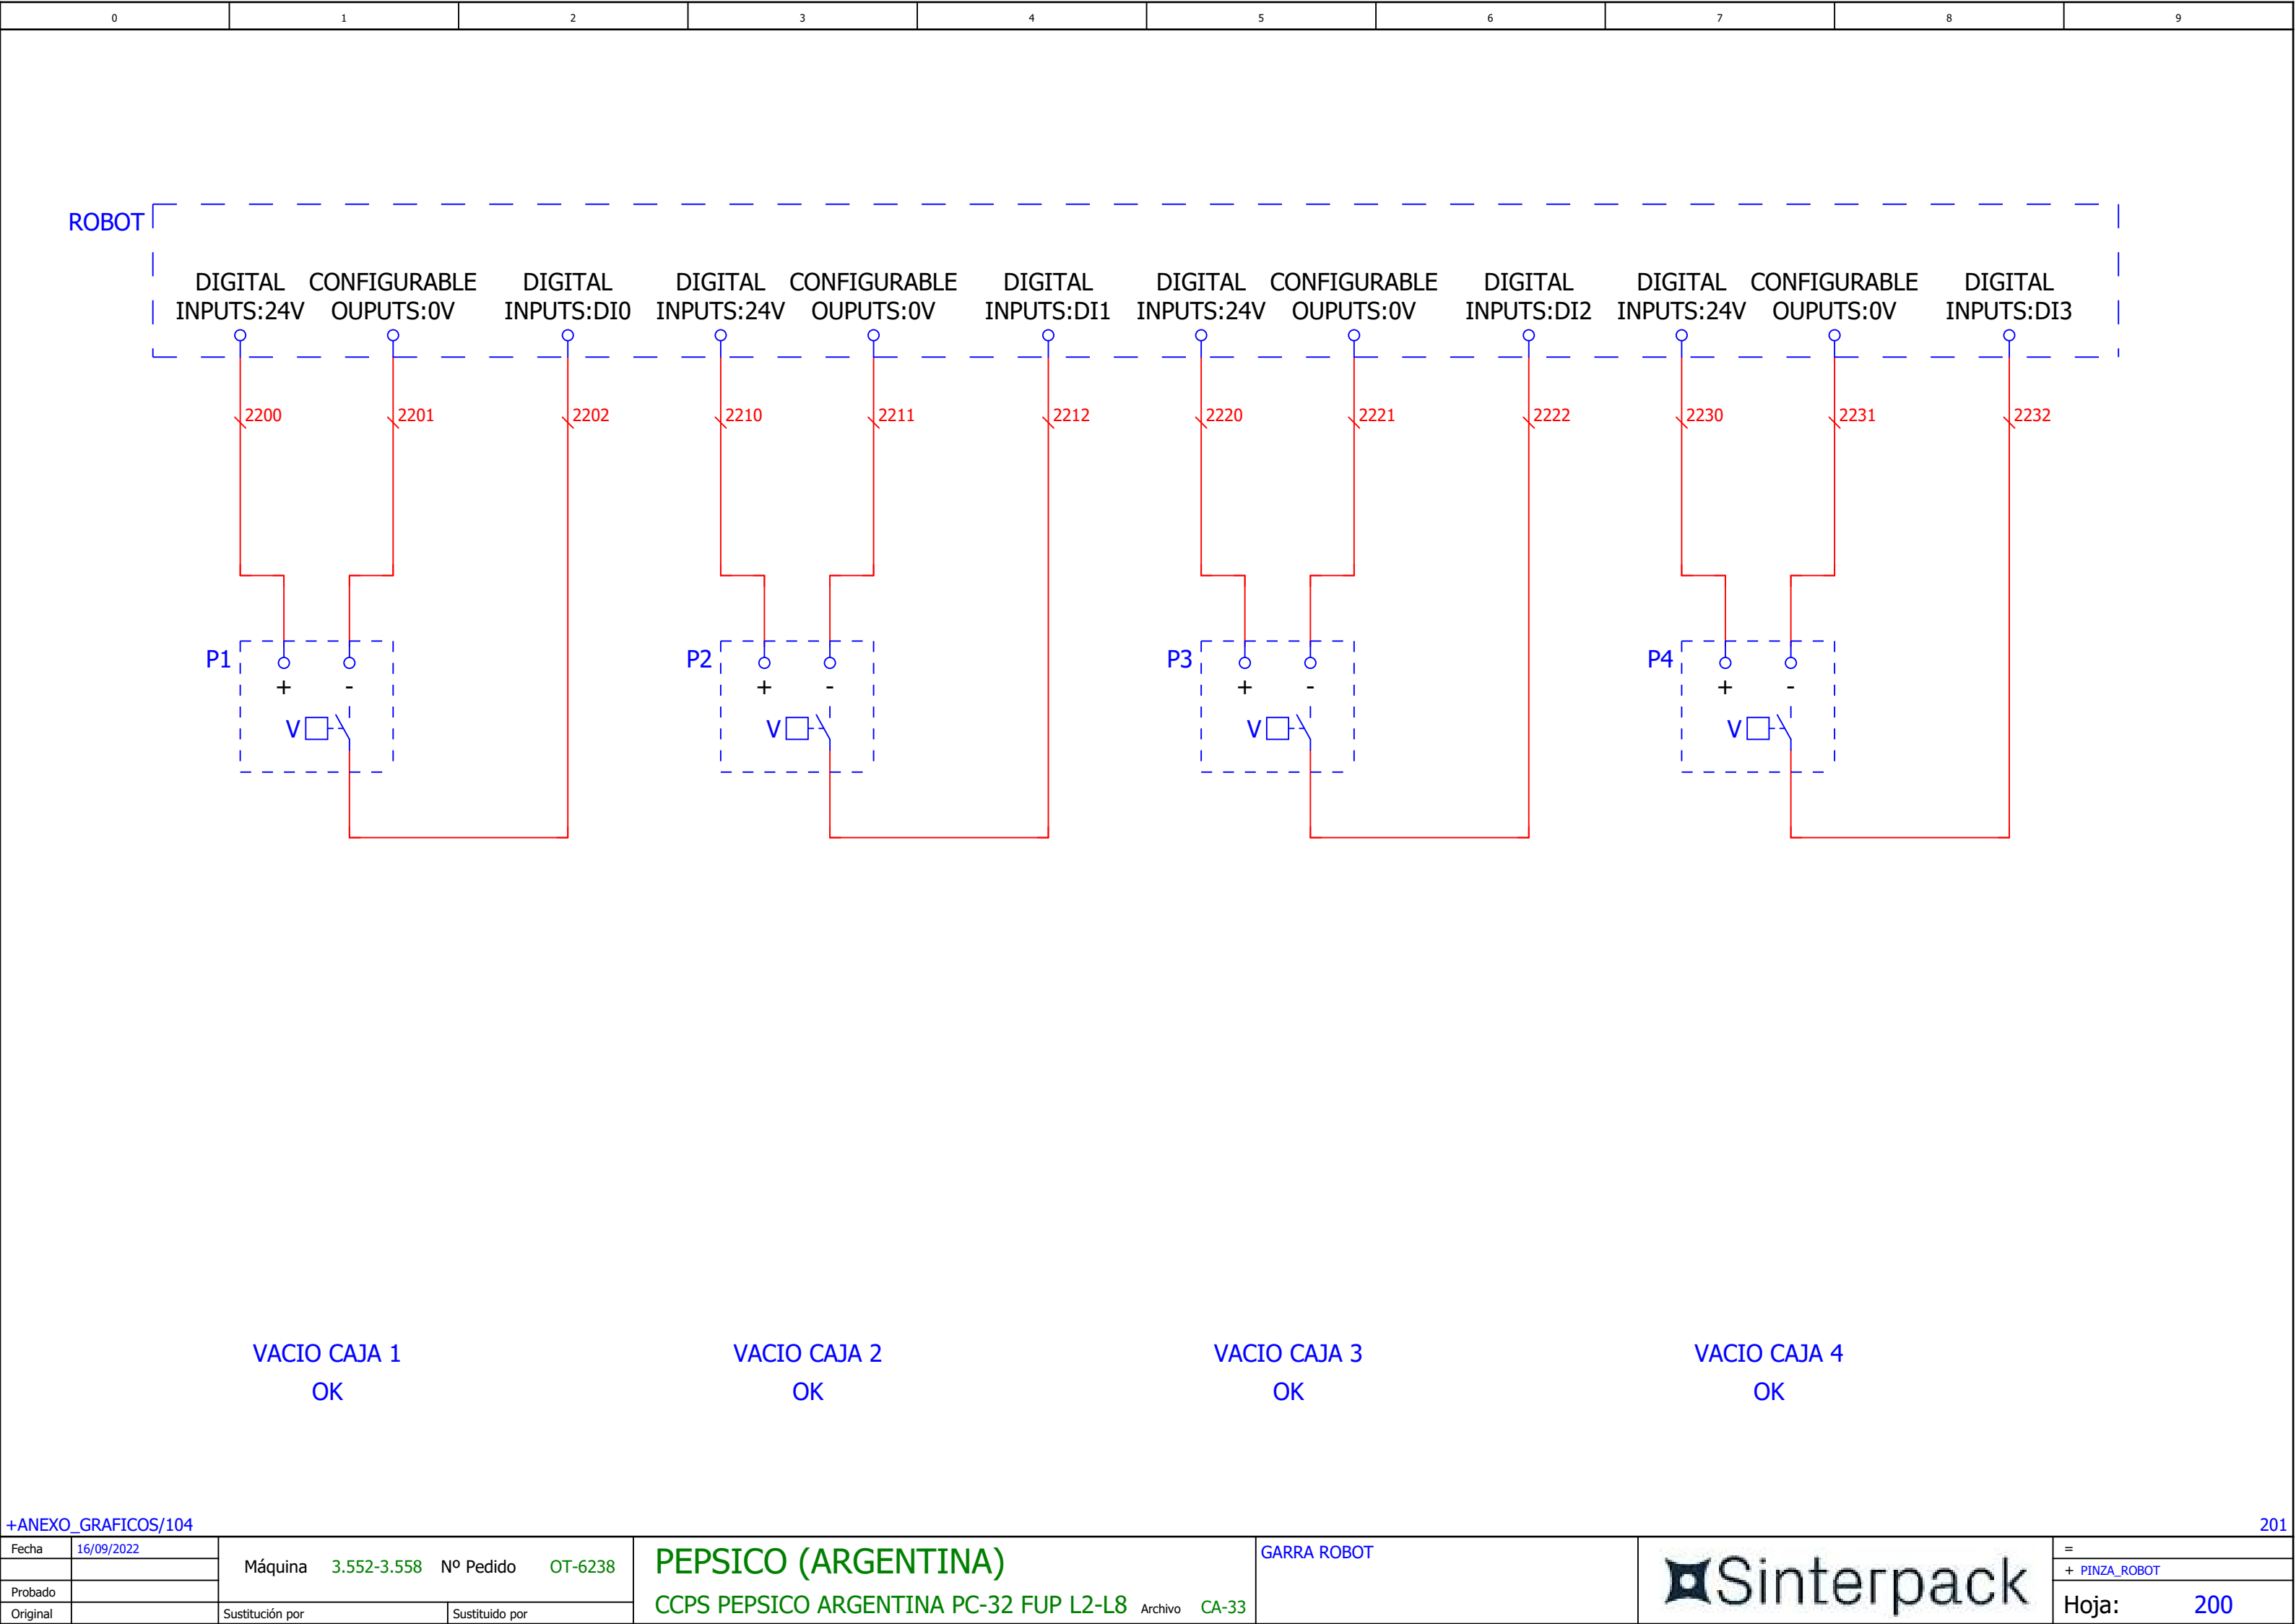 0 1 2 3 4 5 6 7 8 9
ROBOT
DIGITAL CONFIGURABLE DIGITAL DIGITAL CONFIGURABLE DIGITAL DIGITAL CONFIGURABLE DIGITAL DIGITAL CONFIGURABLE DIGITAL
INPUTS:24V OUPUTS:0V INPUTS:DI0 INPUTS:24V OUPUTS:0V INPUTS:DI1 INPUTS:24V OUPUTS:0V INPUTS:DI2 INPUTS:24V OUPUTS:0V INPUTS:DI3
2200 2201 2202 2210 2211 2212 2220 2221 2222 2230 2231 2232
P1 P2 P3 P4
+ - + - + - + -
V V V V
VACIO CAJA 1 VACIO CAJA 2 VACIO CAJA 3 VACIO CAJA 4
OK OK OK OK
+ANEXO_GRAFICOS/104 201
Fecha 16/09/2022
Probado
Original
Máquina 3.552-3.558 Nº Pedido OT-6238
Sustitución por Sustituido por
PEPSICO (ARGENTINA)
CCPS PEPSICO ARGENTINA PC-32 FUP L2-L8 Archivo CA-33
GARRA ROBOT
Sinterpack
=
+ PINZA_ROBOT
Hoja: 200